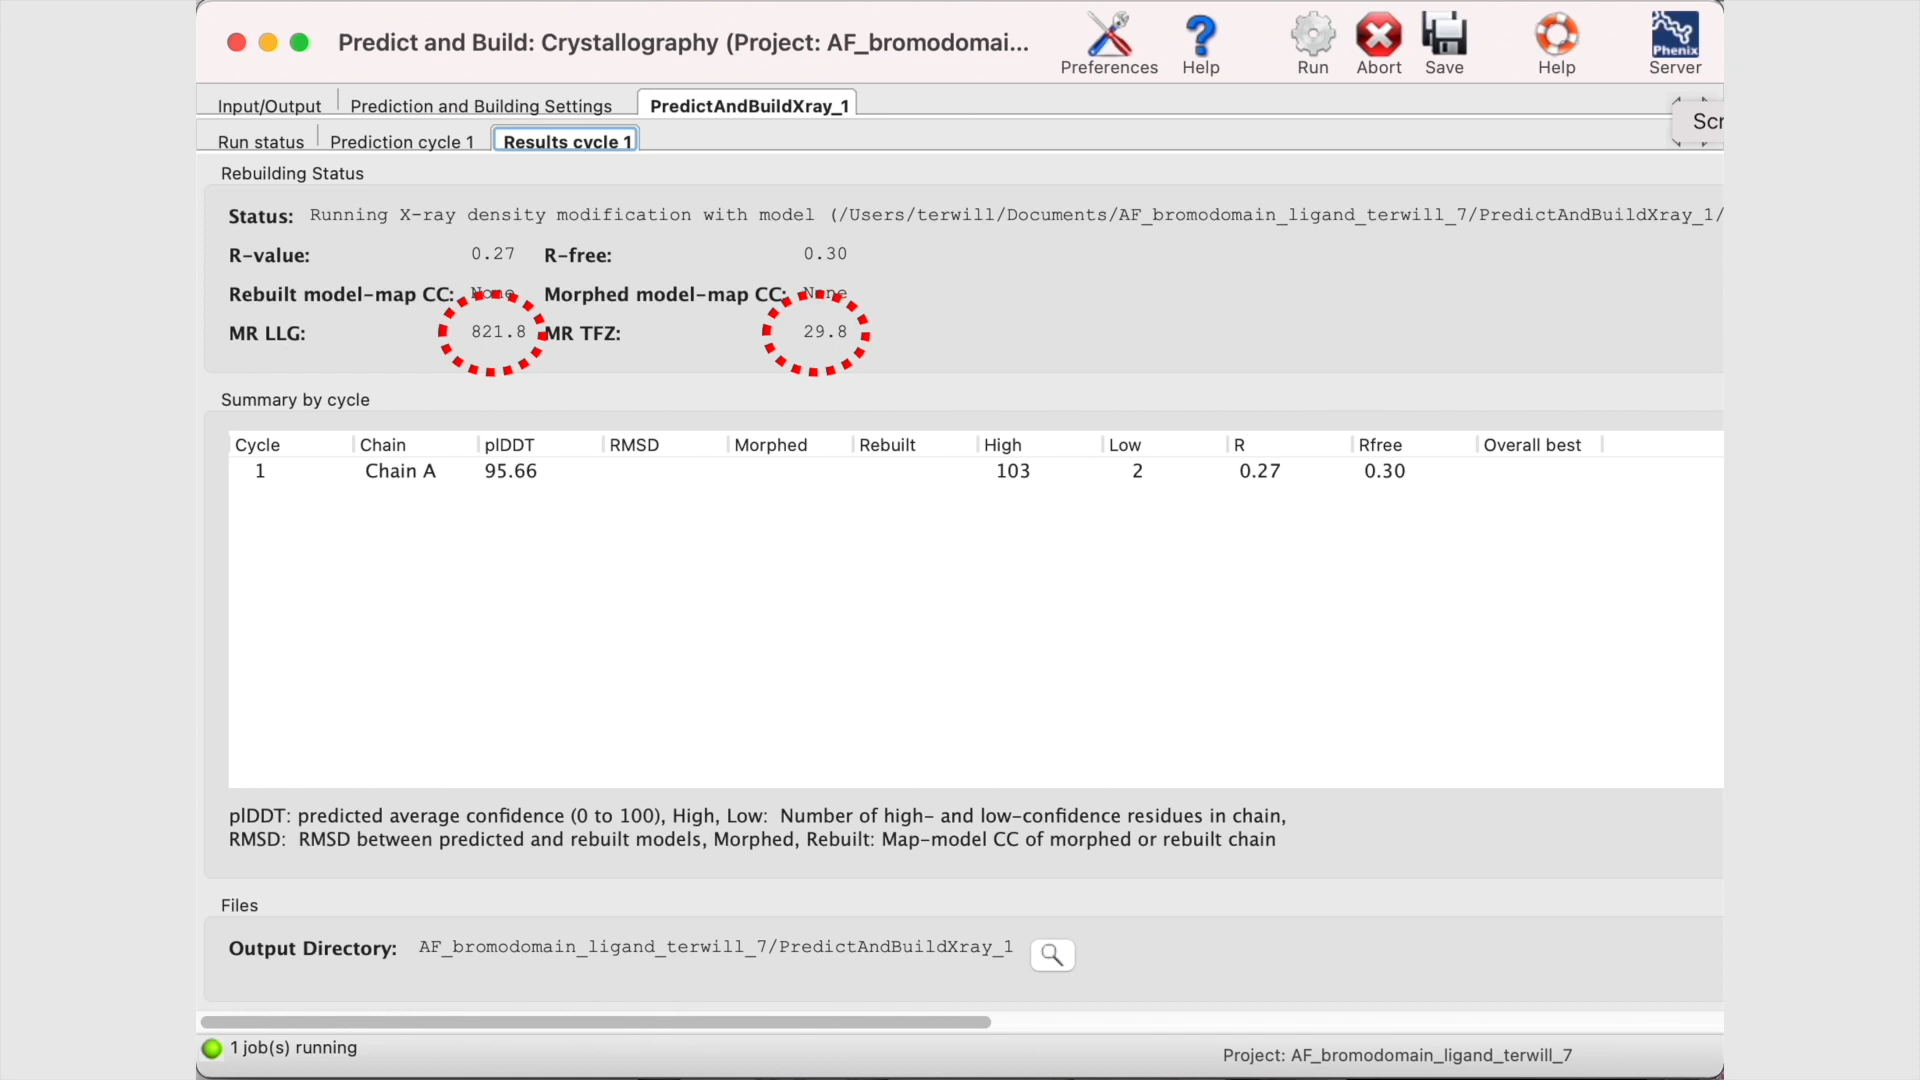 Predict and Build: Crystallography (Project: AF_bromodomai...
Preferences
Help
Run
Abort
Save
Help
Phenix
Server
Input/Output
Prediction and Building Settings
PredictAndBuildXray_1
Run status
Prediction cycle 1
Results cycle 1
Scr
Rebuilding Status
Status: Running X-ray density modification with model (/Users/terwill/Documents/AF_bromodomain_ligand_terwill_7/PredictAndBuildXray_1/
R-value: 0.27 R-free: 0.30
Rebuilt model-map CC: None Morphed model-map CC: None
MR LLG: 821.8 MR TFZ: 29.8
Summary by cycle
Cycle Chain plDDT RMSD Morphed Rebuilt High Low R Rfree Overall best
1 Chain A 95.66 103 2 0.27 0.30
plDDT: predicted average confidence (0 to 100), High, Low: Number of high- and low-confidence residues in chain,
RMSD: RMSD between predicted and rebuilt models, Morphed, Rebuilt: Map-model CC of morphed or rebuilt chain
Files
Output Directory: AF_bromodomain_ligand_terwill_7/PredictAndBuildXray_1
1 job(s) running
Project: AF_bromodomain_ligand_terwill_7